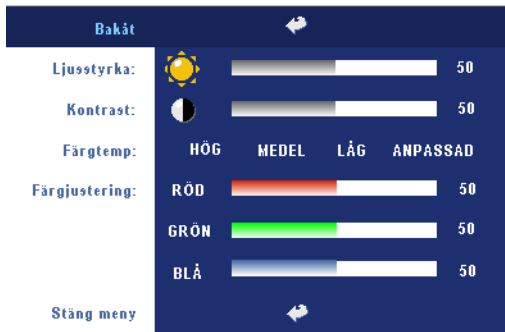 Bakåt
Ljusstyrka: 50
Kontrast: 50
Färgtemp: HÖG MEDEL LÅG ANPASSAD
Färgjustering: RÖD 50
GRÖN 50
BLÅ 50
Stäng meny